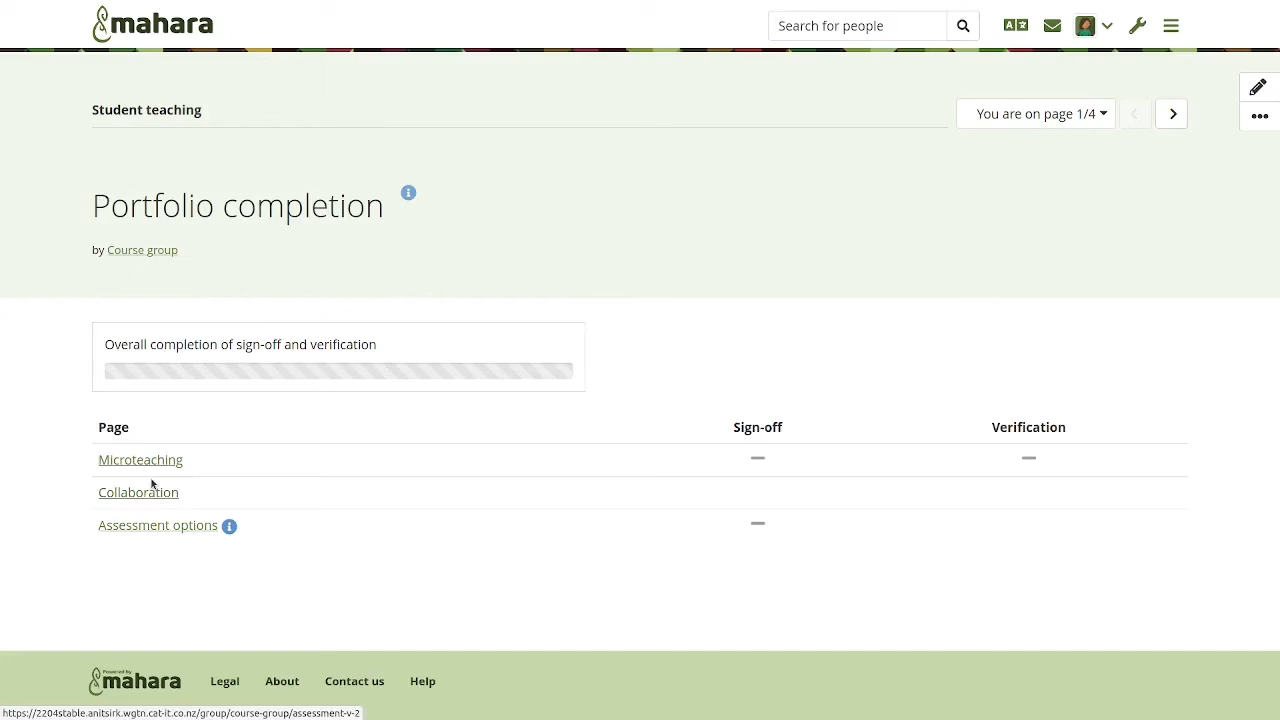 mahara
Search for people
Student teaching
You are on page 1/4
Portfolio completion
by Course group
Overall completion of sign-off and verification
Page Sign-off Verification
Microteaching
Collaboration
Assessment options
Powered by
mahara
Legal About Contact us Help
https://2204stable.anitsirk.wgtn.cat-it.co.nz/group/course-group/assessment-v-2